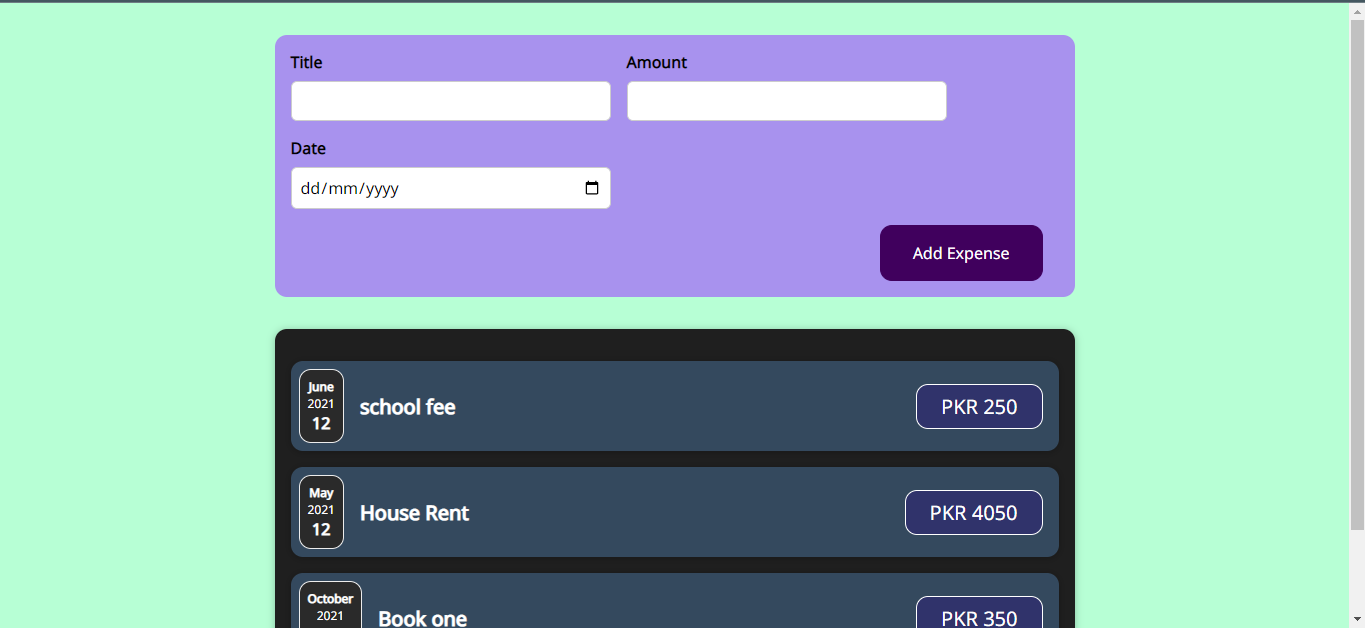 Title Amount
Date
dd/mm/yyyy
Add Expense
June
2021
12
school fee
PKR 250
May
2021
12
House Rent
PKR 4050
October
2021
Book one
PKR 350